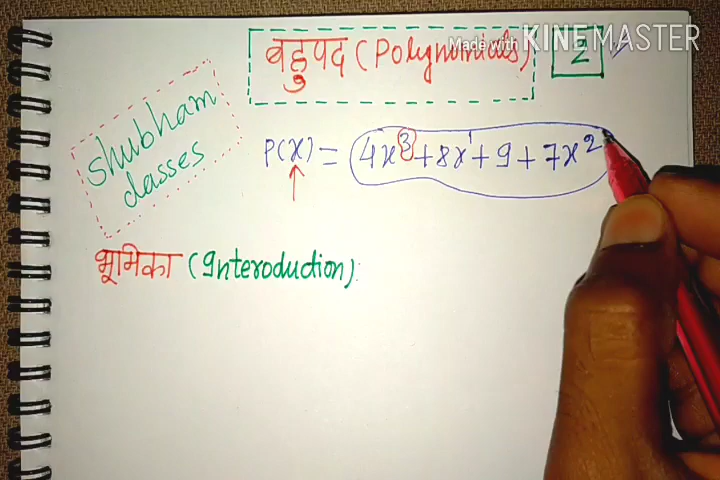 Made with KINEMASTER
बहुपद (Polynomials) 2
Shubham
classes
P(x) = 4x³ + 8x¹ + 9 + 7x²
भूमिका (Interoduction):